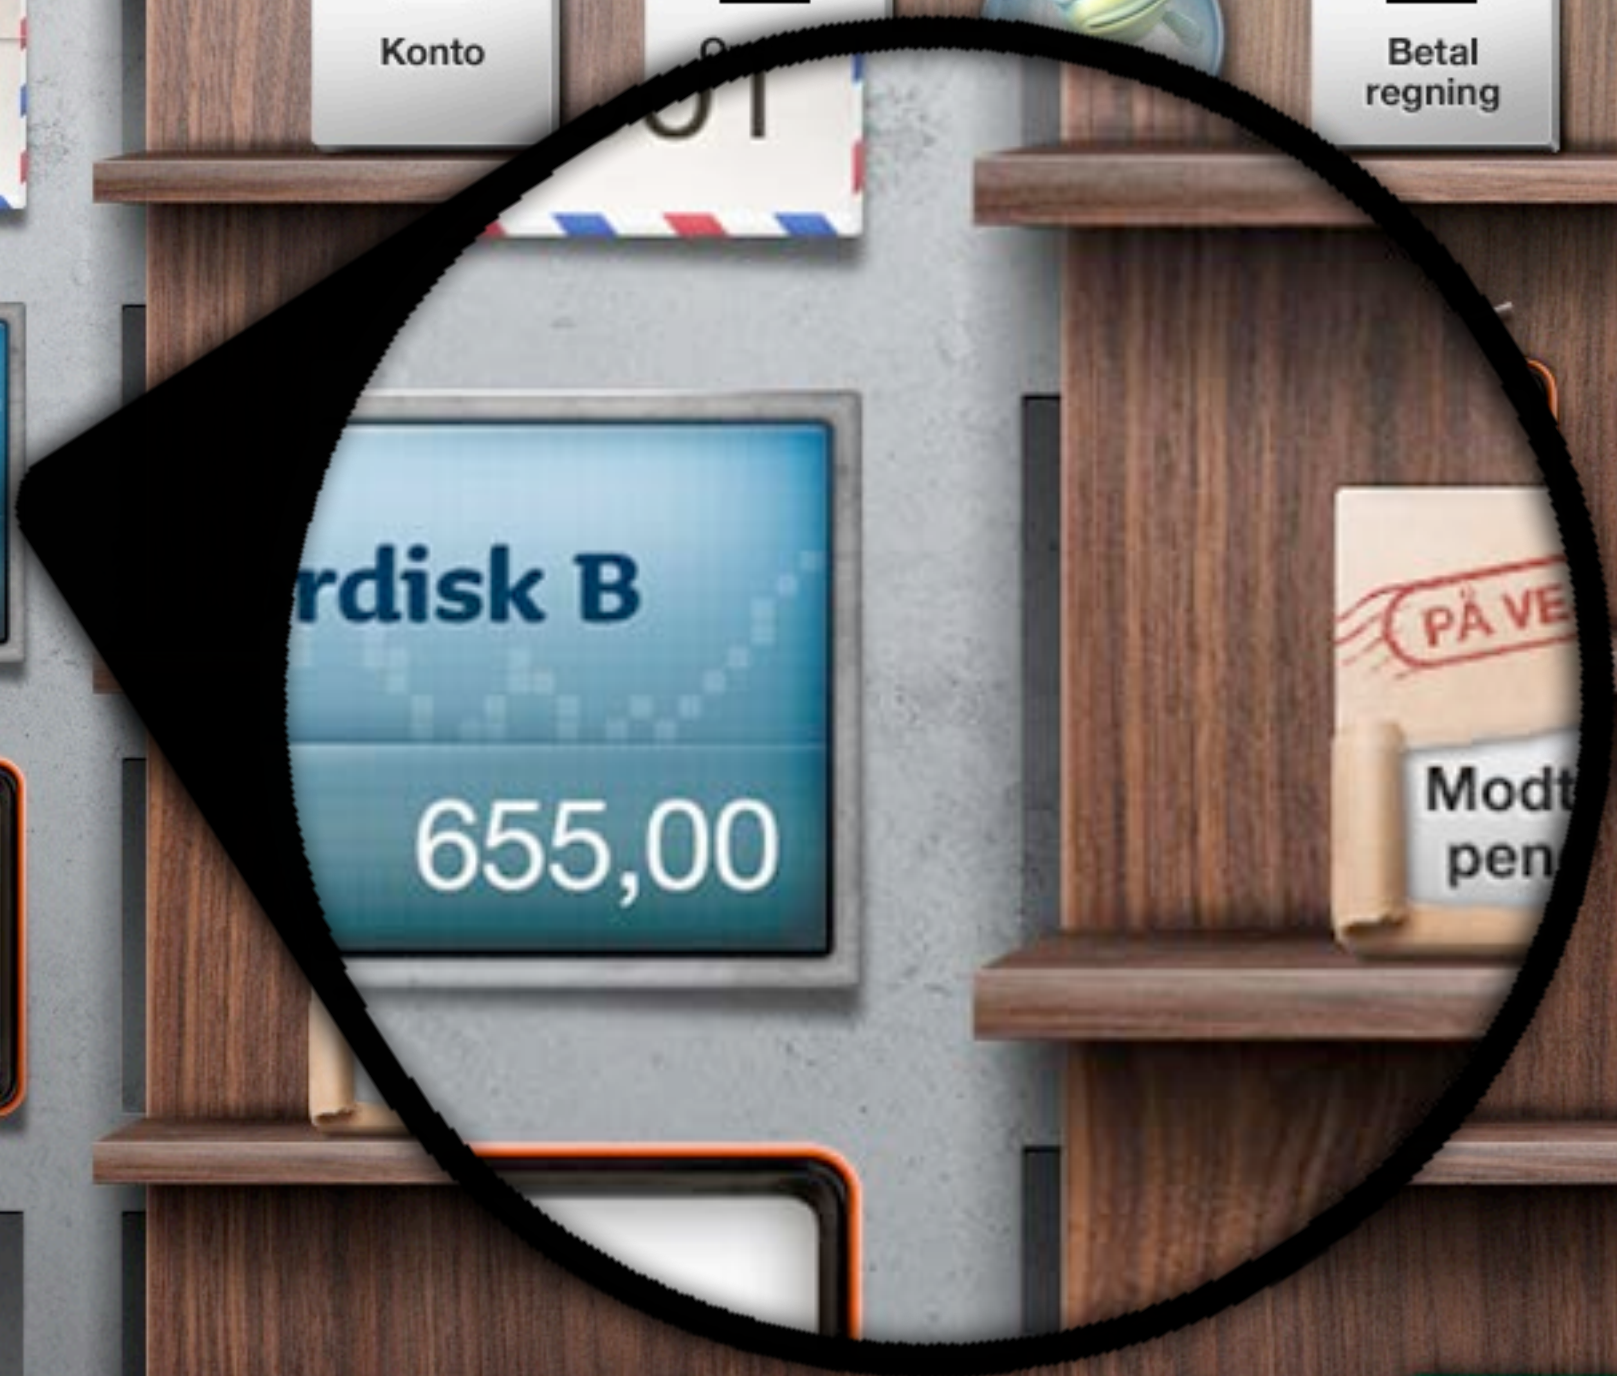 Konto
Betal
regning
rdisk B
655,00
PÅ VE
Modt
pen